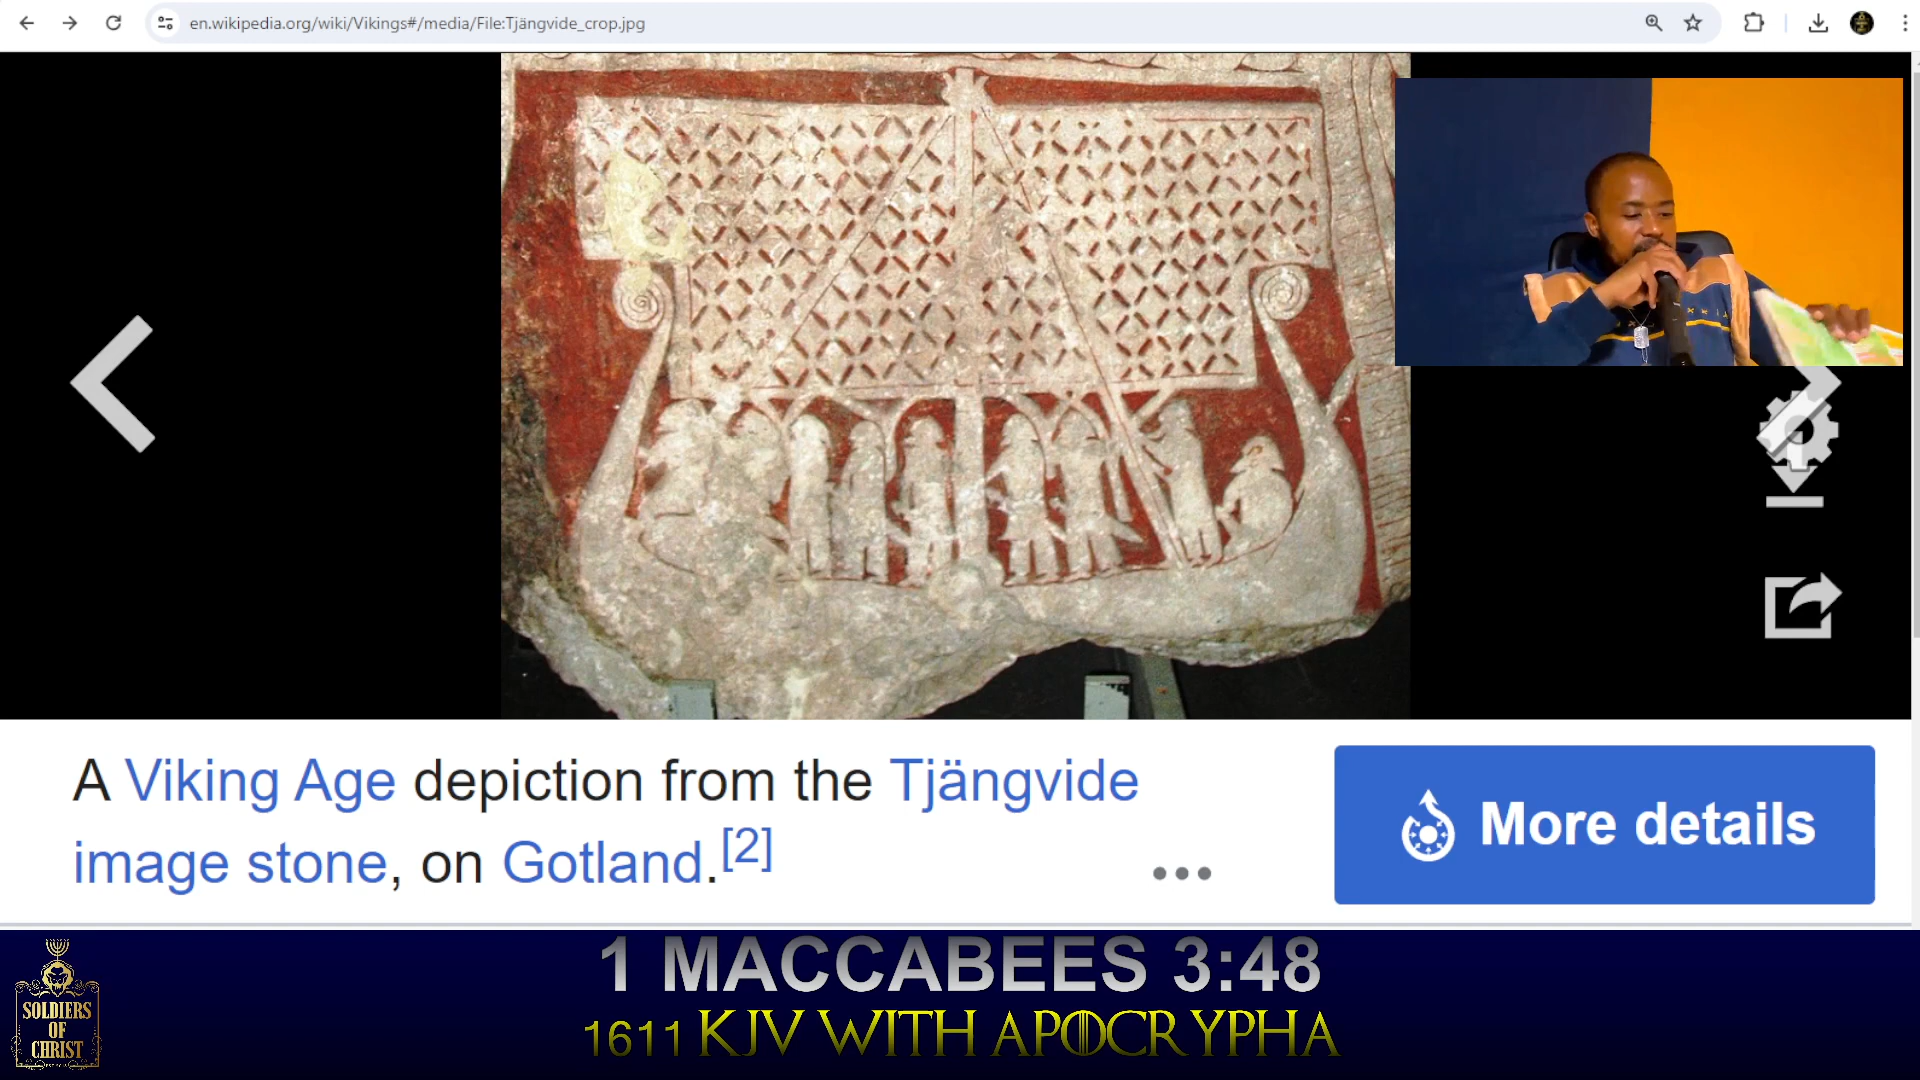 en.wikipedia.org/wiki/Vikings#/media/File:Tjängvide_crop.jpg
A Viking Age depiction from the Tjängvide
image stone, on Gotland.[2]
More details
1 MACCABEES 3:48
1611 KJV WITH APOCRYPHA
SOLDIERS
OF
CHRIST